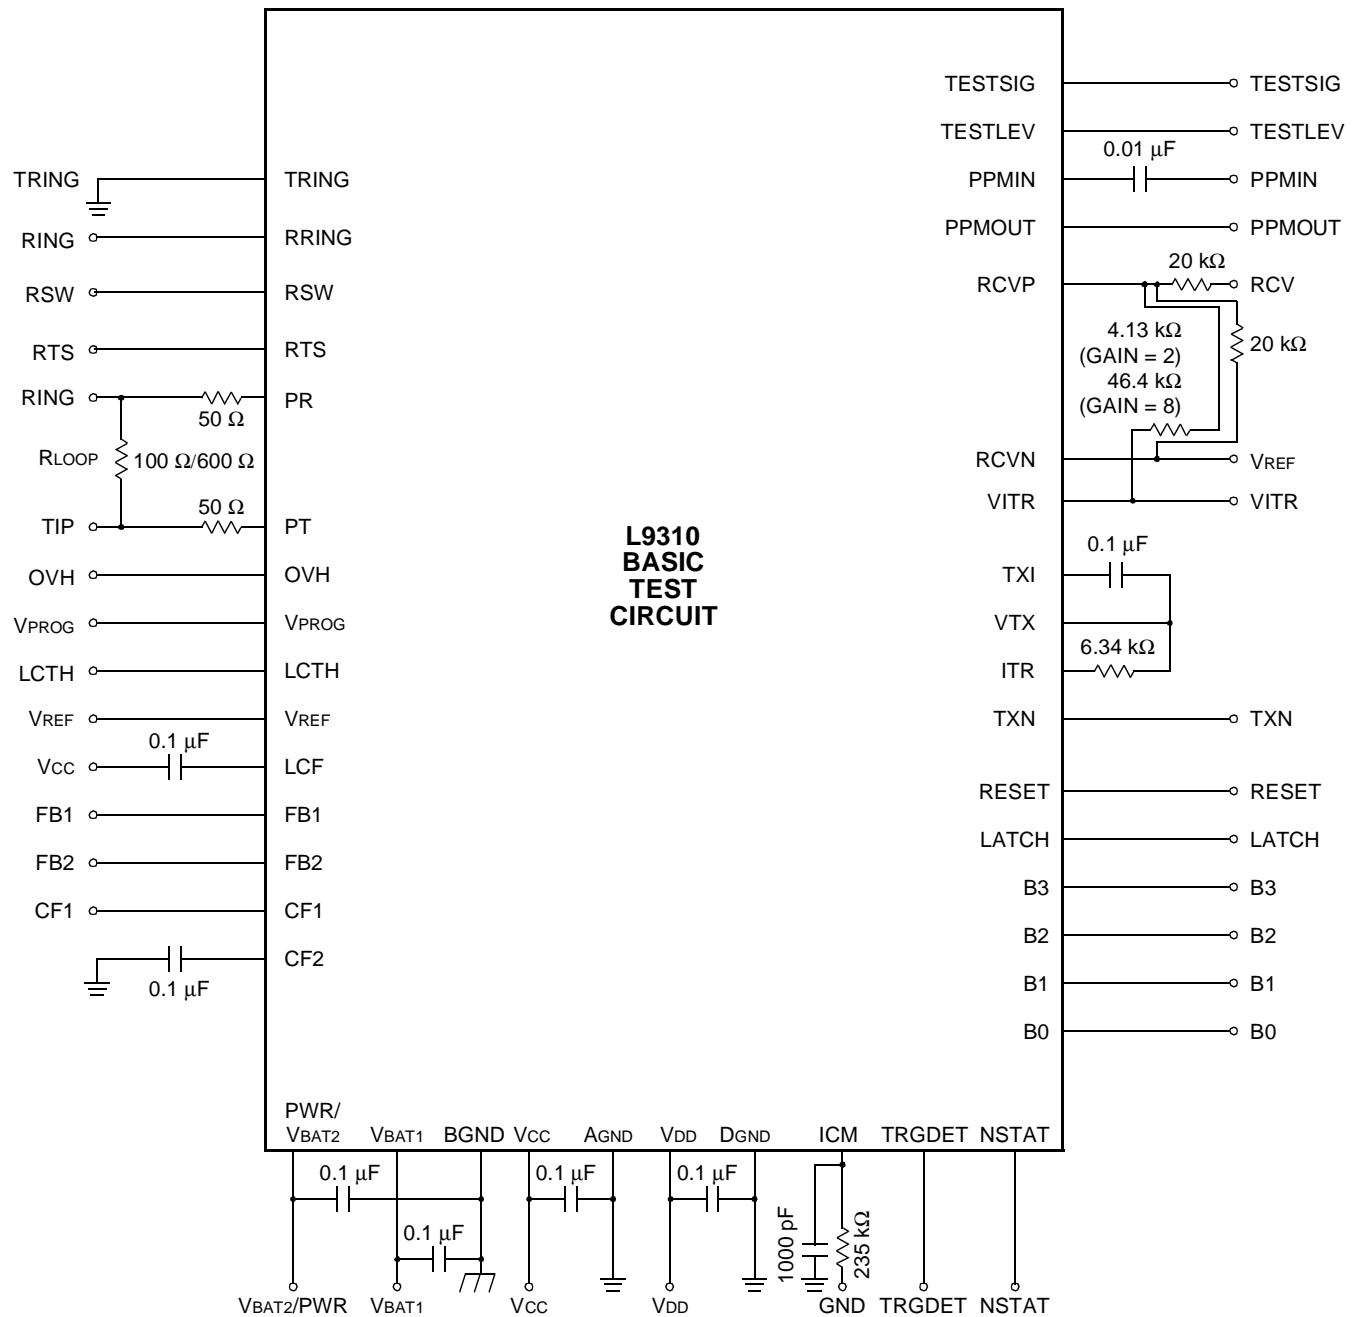 TESTSIG TESTSIG
TESTLEV TESTLEV
0.01 μF
TRING TRING PPMIN PPMIN
RING RRING PPMOUT PPMOUT
20 kΩ
RSW RSW RCVP RCV
4.13 kΩ
RTS RTS (GAIN = 2) 20 kΩ
46.4 kΩ
RING PR (GAIN = 8)
50 Ω
RLOOP 100 Ω/600 Ω RCVN VREF
50 Ω VITR VITR
TIP PT
L9310
BASIC
TEST
CIRCUIT
0.1 μF
OVH OVH TXI
VPROG VPROG VTX
6.34 kΩ
LCTH LCTH ITR
VREF VREF TXN TXN
0.1 μF
VCC LCF
RESET RESET
FB1 FB1
LATCH LATCH
FB2 FB2
B3 B3
CF1 CF1
B2 B2
CF2
0.1 μF
B1 B1
B0 B0
PWR/
VBAT2 VBAT1 BGND VCC AGND VDD DGND ICM TRGDET NSTAT
0.1 μF 0.1 μF 0.1 μF
0.1 μF
1000 pF
235 kΩ
VBAT2/PWR VBAT1 VCC VDD GND TRGDET NSTAT